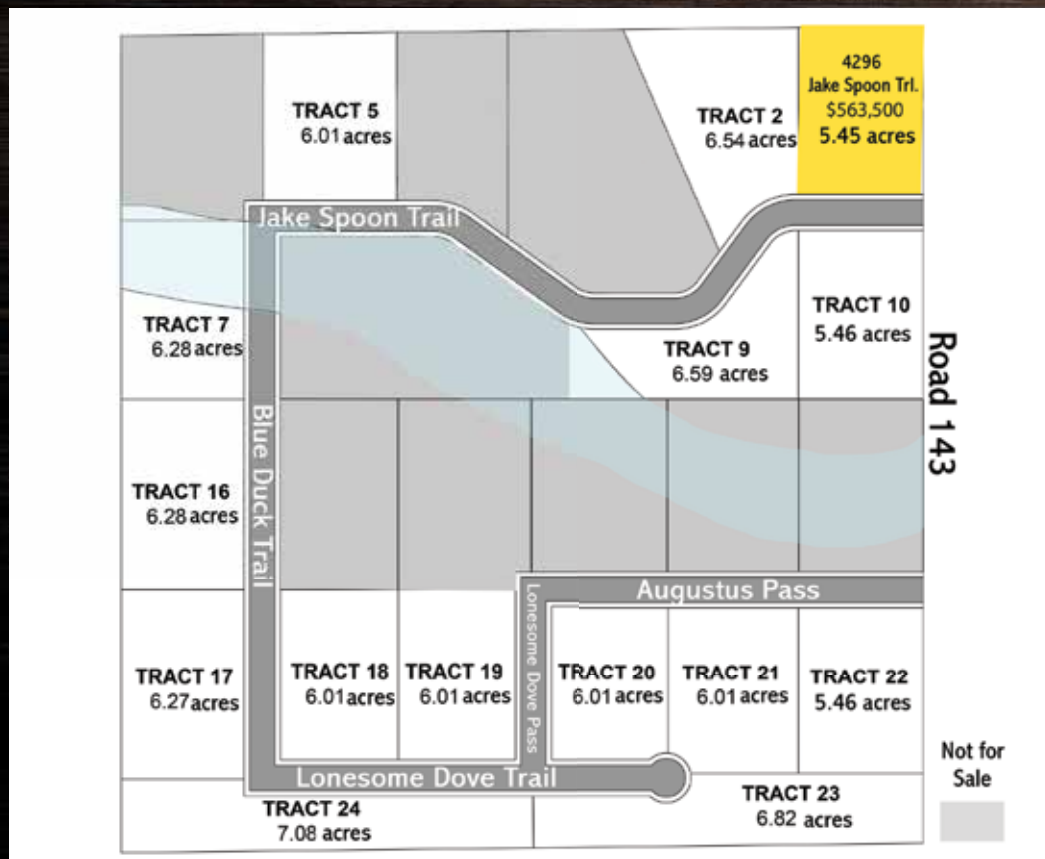 4296
Jake Spoon Trl.
$563,500
5.45 acres
TRACT 5
6.01 acres
TRACT 2
6.54 acres
Jake Spoon Trail
TRACT 7
6.28 acres
TRACT 9
6.59 acres
TRACT 10
5.46 acres
Road 143
Blue Duck Trail
TRACT 16
6.28 acres
Augustus Pass
Lonesome Dove Pass
TRACT 17
6.27 acres
TRACT 18
6.01 acres
TRACT 19
6.01 acres
TRACT 20
6.01 acres
TRACT 21
6.01 acres
TRACT 22
5.46 acres
Lonesome Dove Trail
TRACT 24
7.08 acres
TRACT 23
6.82 acres
Not for
Sale